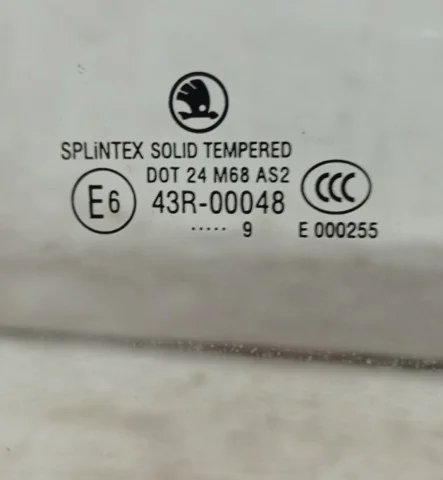 SPLiNTEX SOLID TEMPERED
DOT 24 M68 AS2
E6 43R-00048 CCC
..... 9 E 000255